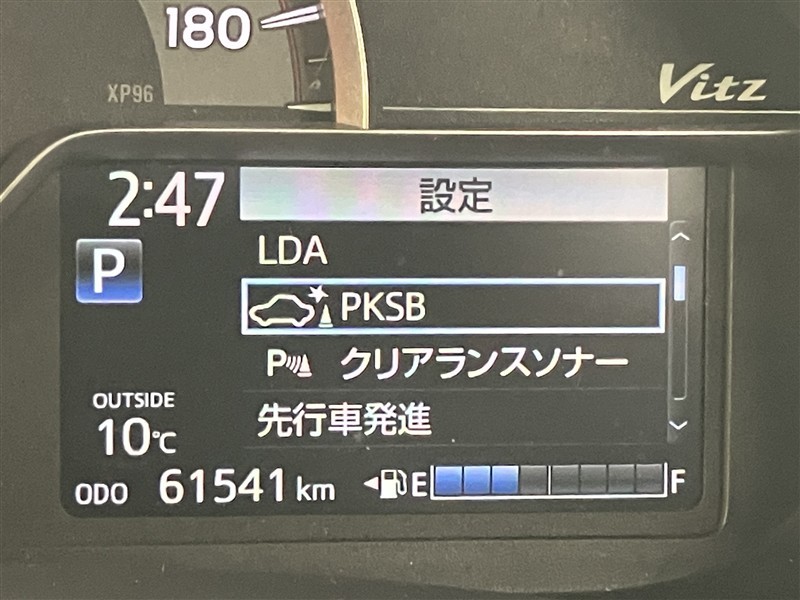 180
XP96
Vitz
2:47
設定
P
LDA
PKSB
P クリアランスソナー
先行車発進
OUTSIDE
10℃
ODO 61541 km E F